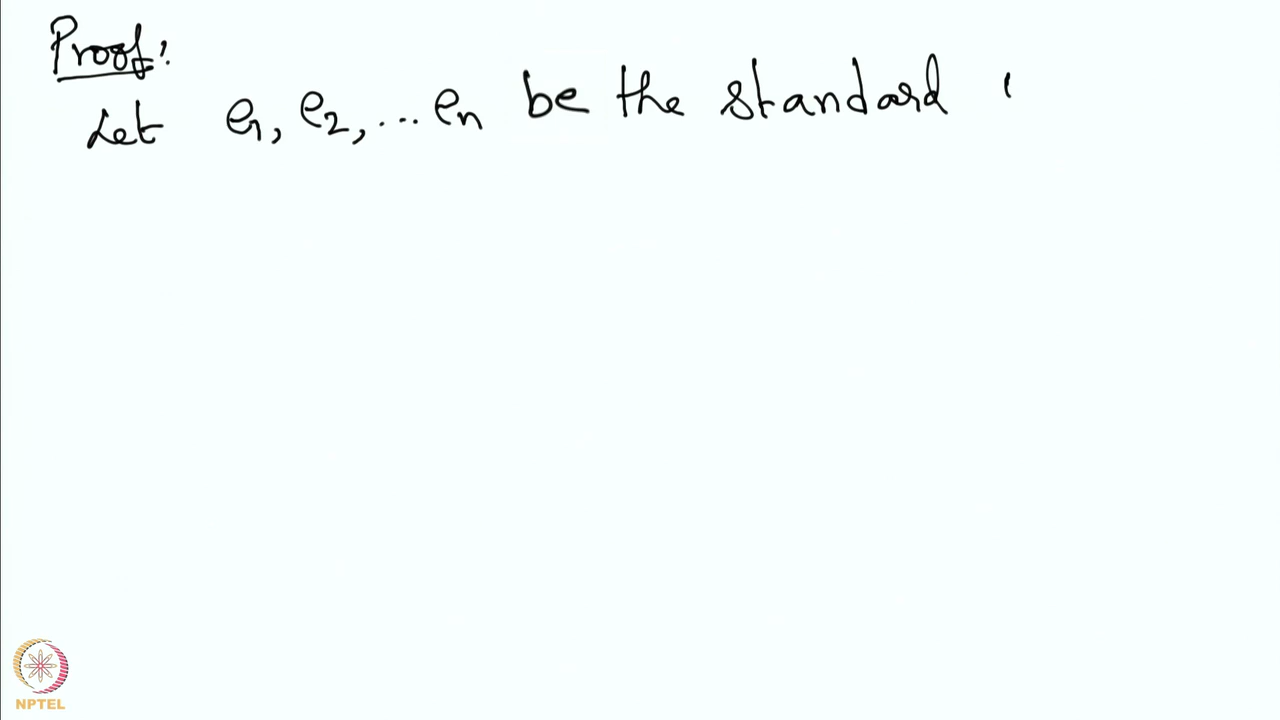 Proof:
Let e1, e2, ... en be the standard
NPTEL